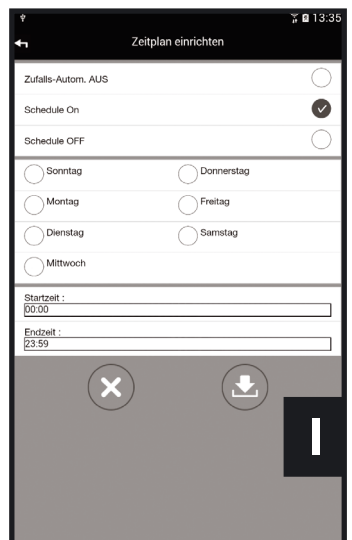 13:35
Zeitplan einrichten
Zufalls-Autom. AUS
Schedule On
Schedule OFF
Sonntag Donnerstag
Montag Freitag
Dienstag Samstag
Mittwoch
Startzeit :
00:00
Endzeit :
23:59
I